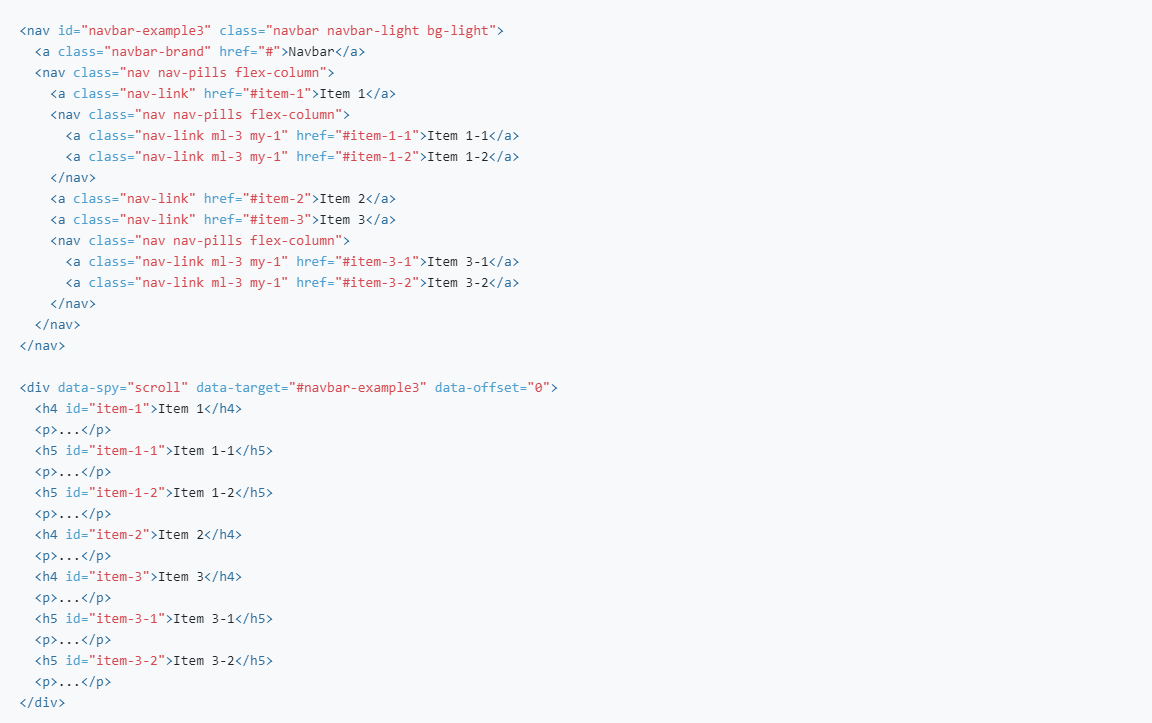 <nav id="navbar-example3" class="navbar navbar-light bg-light">
  <a class="navbar-brand" href="#">Navbar</a>
  <nav class="nav nav-pills flex-column">
    <a class="nav-link" href="#item-1">Item 1</a>
    <nav class="nav nav-pills flex-column">
      <a class="nav-link ml-3 my-1" href="#item-1-1">Item 1-1</a>
      <a class="nav-link ml-3 my-1" href="#item-1-2">Item 1-2</a>
    </nav>
    <a class="nav-link" href="#item-2">Item 2</a>
    <a class="nav-link" href="#item-3">Item 3</a>
    <nav class="nav nav-pills flex-column">
      <a class="nav-link ml-3 my-1" href="#item-3-1">Item 3-1</a>
      <a class="nav-link ml-3 my-1" href="#item-3-2">Item 3-2</a>
    </nav>
  </nav>
</nav>

<div data-spy="scroll" data-target="#navbar-example3" data-offset="0">
  <h4 id="item-1">Item 1</h4>
  <p>...</p>
  <h5 id="item-1-1">Item 1-1</h5>
  <p>...</p>
  <h5 id="item-1-2">Item 1-2</h5>
  <p>...</p>
  <h4 id="item-2">Item 2</h4>
  <p>...</p>
  <h4 id="item-3">Item 3</h4>
  <p>...</p>
  <h5 id="item-3-1">Item 3-1</h5>
  <p>...</p>
  <h5 id="item-3-2">Item 3-2</h5>
  <p>...</p>
</div>